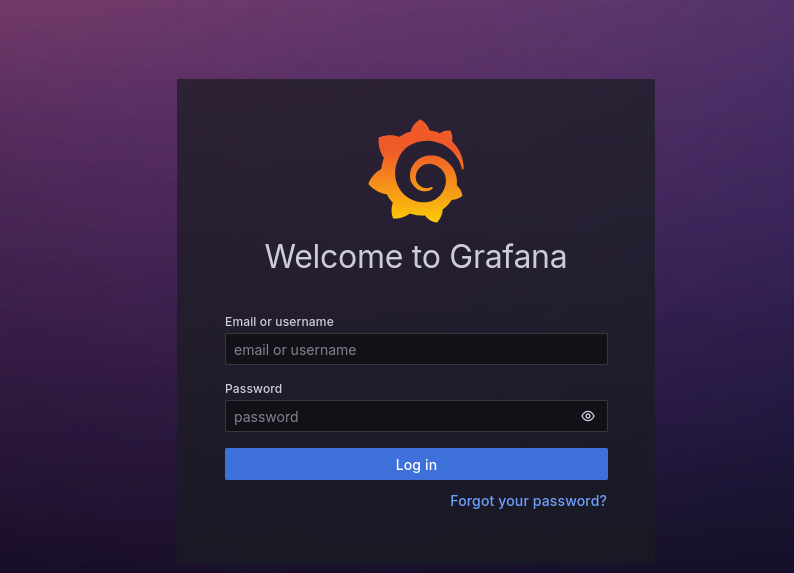 Welcome to Grafana
Email or username
email or username
Password
password
Log in
Forgot your password?